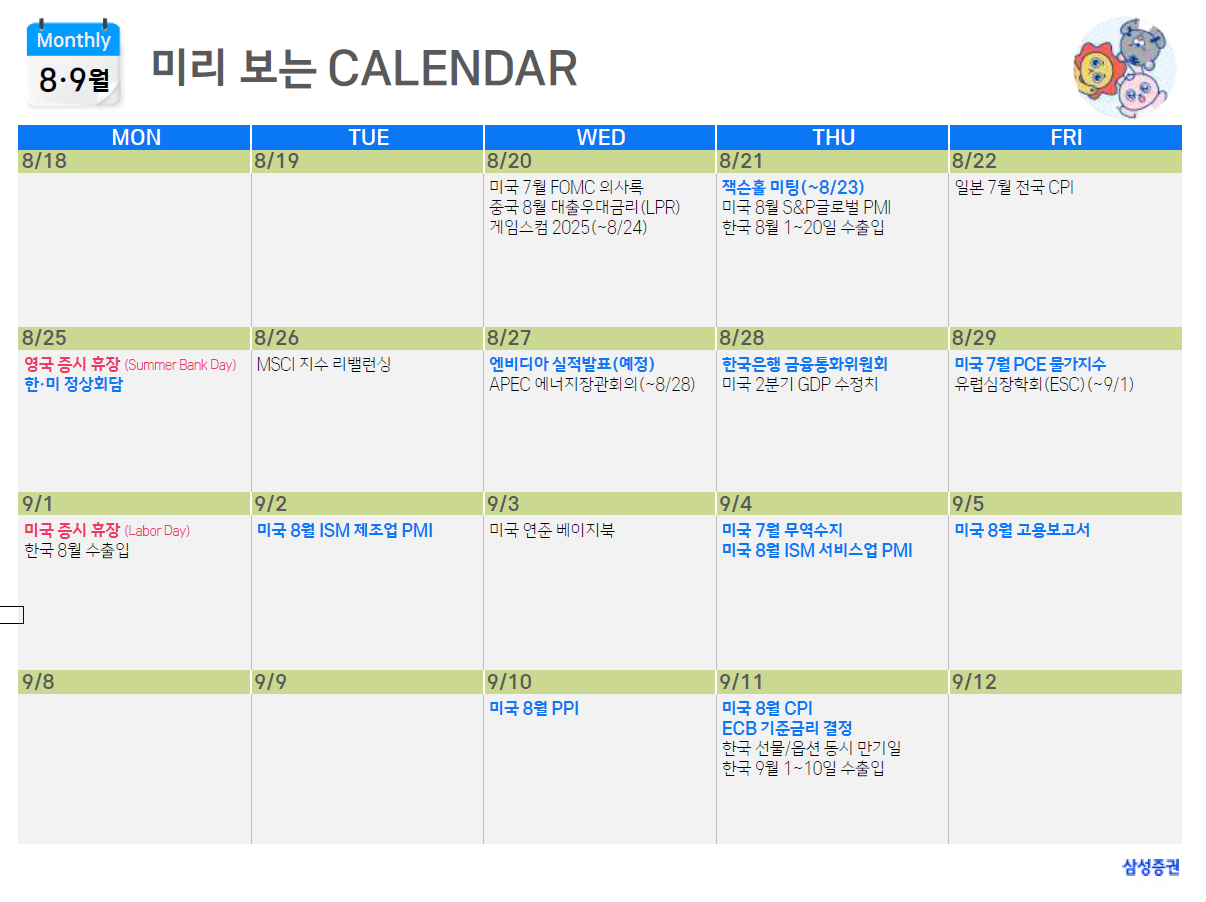 Monthly
8·9월
미리 보는 CALENDAR
MON TUE WED THU FRI
8/18 8/19 8/20 8/21 8/22
미국 7월 FOMC 의사록
중국 8월 대출우대금리(LPR)
게임스컴 2025(~8/24)
잭슨홀 미팅(~8/23)
미국 8월 S&P글로벌 PMI
한국 8월 1~20일 수출입
일본 7월 전국 CPI
8/25 8/26 8/27 8/28 8/29
영국 증시 휴장 (Summer Bank Day)
한·미 정상회담
MSCI 지수 리밸런싱
엔비디아 실적발표(예정)
APEC 에너지장관회의(~8/28)
한국은행 금융통화위원회
미국 2분기 GDP 수정치
미국 7월 PCE 물가지수
유럽심장학회(ESC)(~9/1)
9/1 9/2 9/3 9/4 9/5
미국 증시 휴장 (Labor Day)
한국 8월 수출입
미국 8월 ISM 제조업 PMI
미국 연준 베이지북
미국 7월 무역수지
미국 8월 ISM 서비스업 PMI
미국 8월 고용보고서
9/8 9/9 9/10 9/11 9/12
미국 8월 PPI
미국 8월 CPI
ECB 기준금리 결정
한국 선물/옵션 동시 만기일
한국 9월 1~10일 수출입
삼성증권